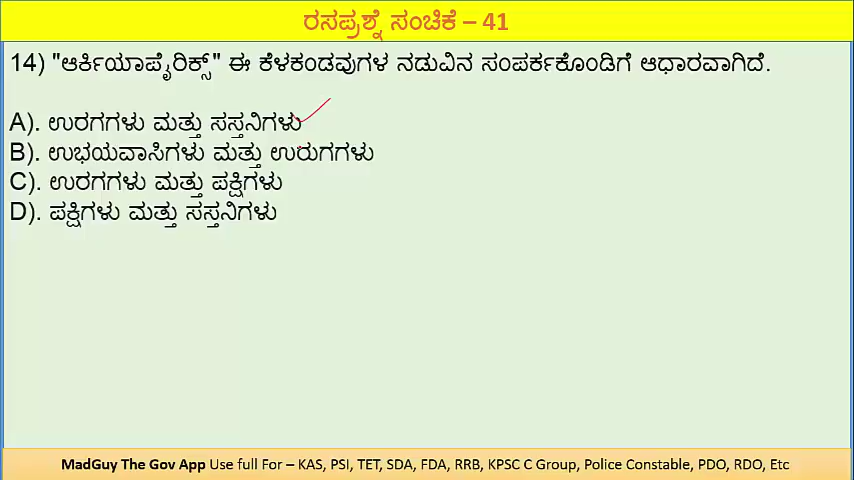 ರಸಪ್ರಶ್ನೆ ಸಂಚಿಕೆ – 41
14) "ಆರ್ಕಿಯಾಪೈರಿಕ್ಸ್" ಈ ಕೆಳಕಂಡವುಗಳ ನಡುವಿನ ಸಂಪರ್ಕಕೊಂಡಿಗೆ ಆಧಾರವಾಗಿದೆ.
A). ಉರಗಗಳು ಮತ್ತು ಸಸ್ತನಿಗಳು
B). ಉಭಯವಾಸಿಗಳು ಮತ್ತು ಉರುಗಗಳು
C). ಉರಗಗಳು ಮತ್ತು ಪಕ್ಷಿಗಳು
D). ಪಕ್ಷಿಗಳು ಮತ್ತು ಸಸ್ತನಿಗಳು
MadGuy The Gov App Use full For – KAS, PSI, TET, SDA, FDA, RRB, KPSC C Group, Police Constable, PDO, RDO, Etc